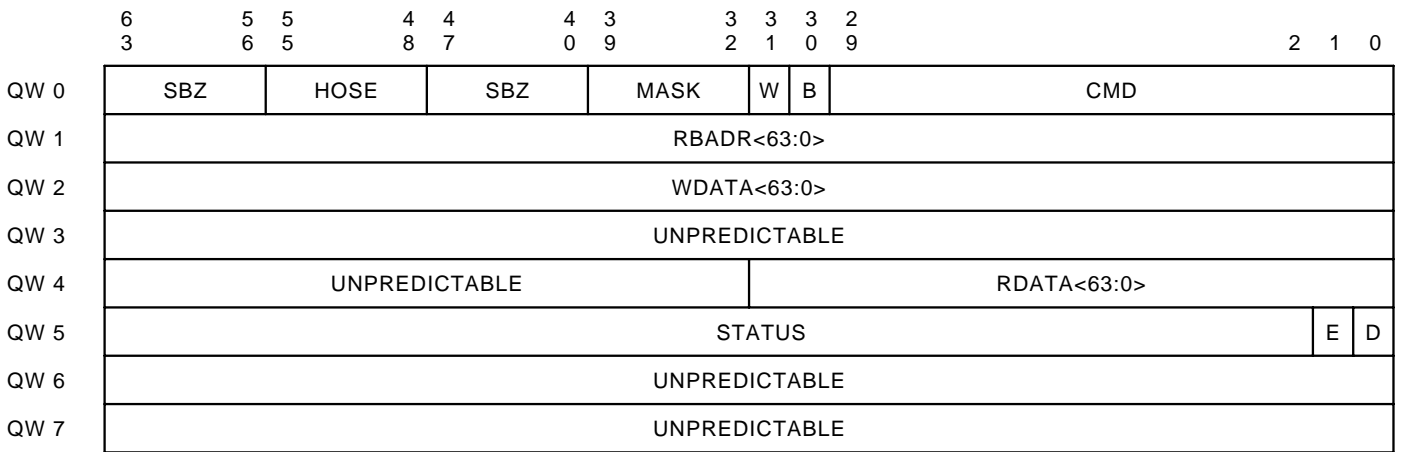 6 5 5 4 4 4 3 3 3 3 2
3 6 5 8 7 0 9 2 1 0 9 2 1 0
QW 0 SBZ HOSE SBZ MASK W B CMD
QW 1 RBADR<63:0>
QW 2 WDATA<63:0>
QW 3 UNPREDICTABLE
QW 4 UNPREDICTABLE RDATA<63:0>
QW 5 STATUS E D
QW 6 UNPREDICTABLE
QW 7 UNPREDICTABLE